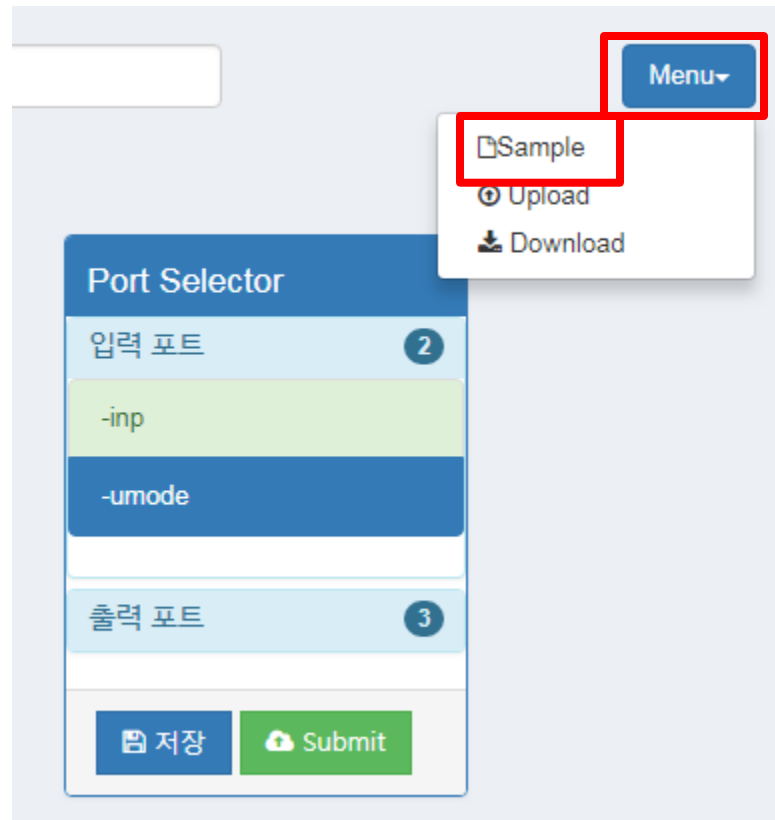 Menu
Sample
Upload
Download
Port Selector
입력 포트 2
-inp
-umode
출력 포트 3
저장 Submit